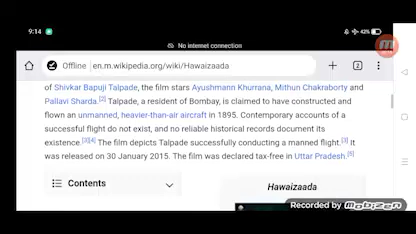 9:14
42%
No internet connection
Offline en.m.wikipedia.org/wiki/Hawaizaada 2
of Shivkar Bapuji Talpade, the film stars Ayushmann Khurrana, Mithun Chakraborty and
Pallavi Sharda.[2] Talpade, a resident of Bombay, is claimed to have constructed and
flown an unmanned, heavier-than-air aircraft in 1895. Contemporary accounts of a
successful flight do not exist, and no reliable historical records document its
existence.[3][4] The film depicts Talpade successfully conducting a manned flight.[3] It
was released on 30 January 2015. The film was declared tax-free in Uttar Pradesh.[5]
Contents
Hawaizaada
Recorded by mobizen